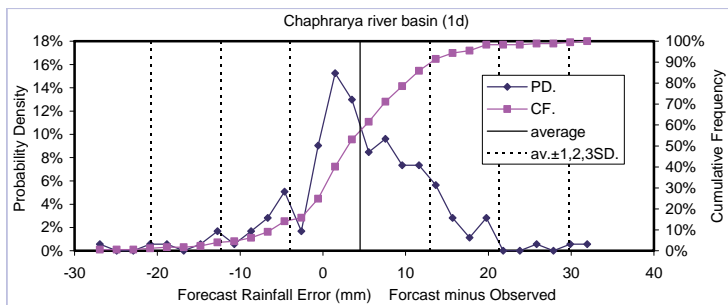 Chaphrarya river basin (1d)
18% 100%
16% 90%
14% 80%
12% 70%
10% 60%
8% 50%
6% 40%
4% 30%
2% 20%
0% 10%
0%
Probability Density
Cumulative Frequency
PD.
CF.
average
av.±1,2,3SD.
-30 -20 -10 0 10 20 30 40
Forecast Rainfall Error (mm) Forcast minus Observed